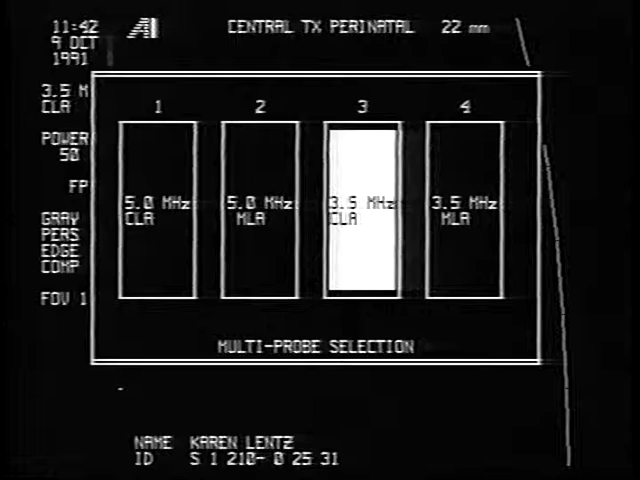 11:42 AI CENTRAL TX PERINATAL 22 mm
9 OCT
1991
3.5 M
CLA
1 2 3 4
POWER
50
FP
5.0 MHz 5.0 MHz 3.5 MHz 3.5 MHz
CLA MLA CLA MLA
GRAY
PERS
EDGE
COMP
FOV 1
MULTI-PROBE SELECTION
NAME KAREN LENTZ
ID S 1 210- 0 25 31